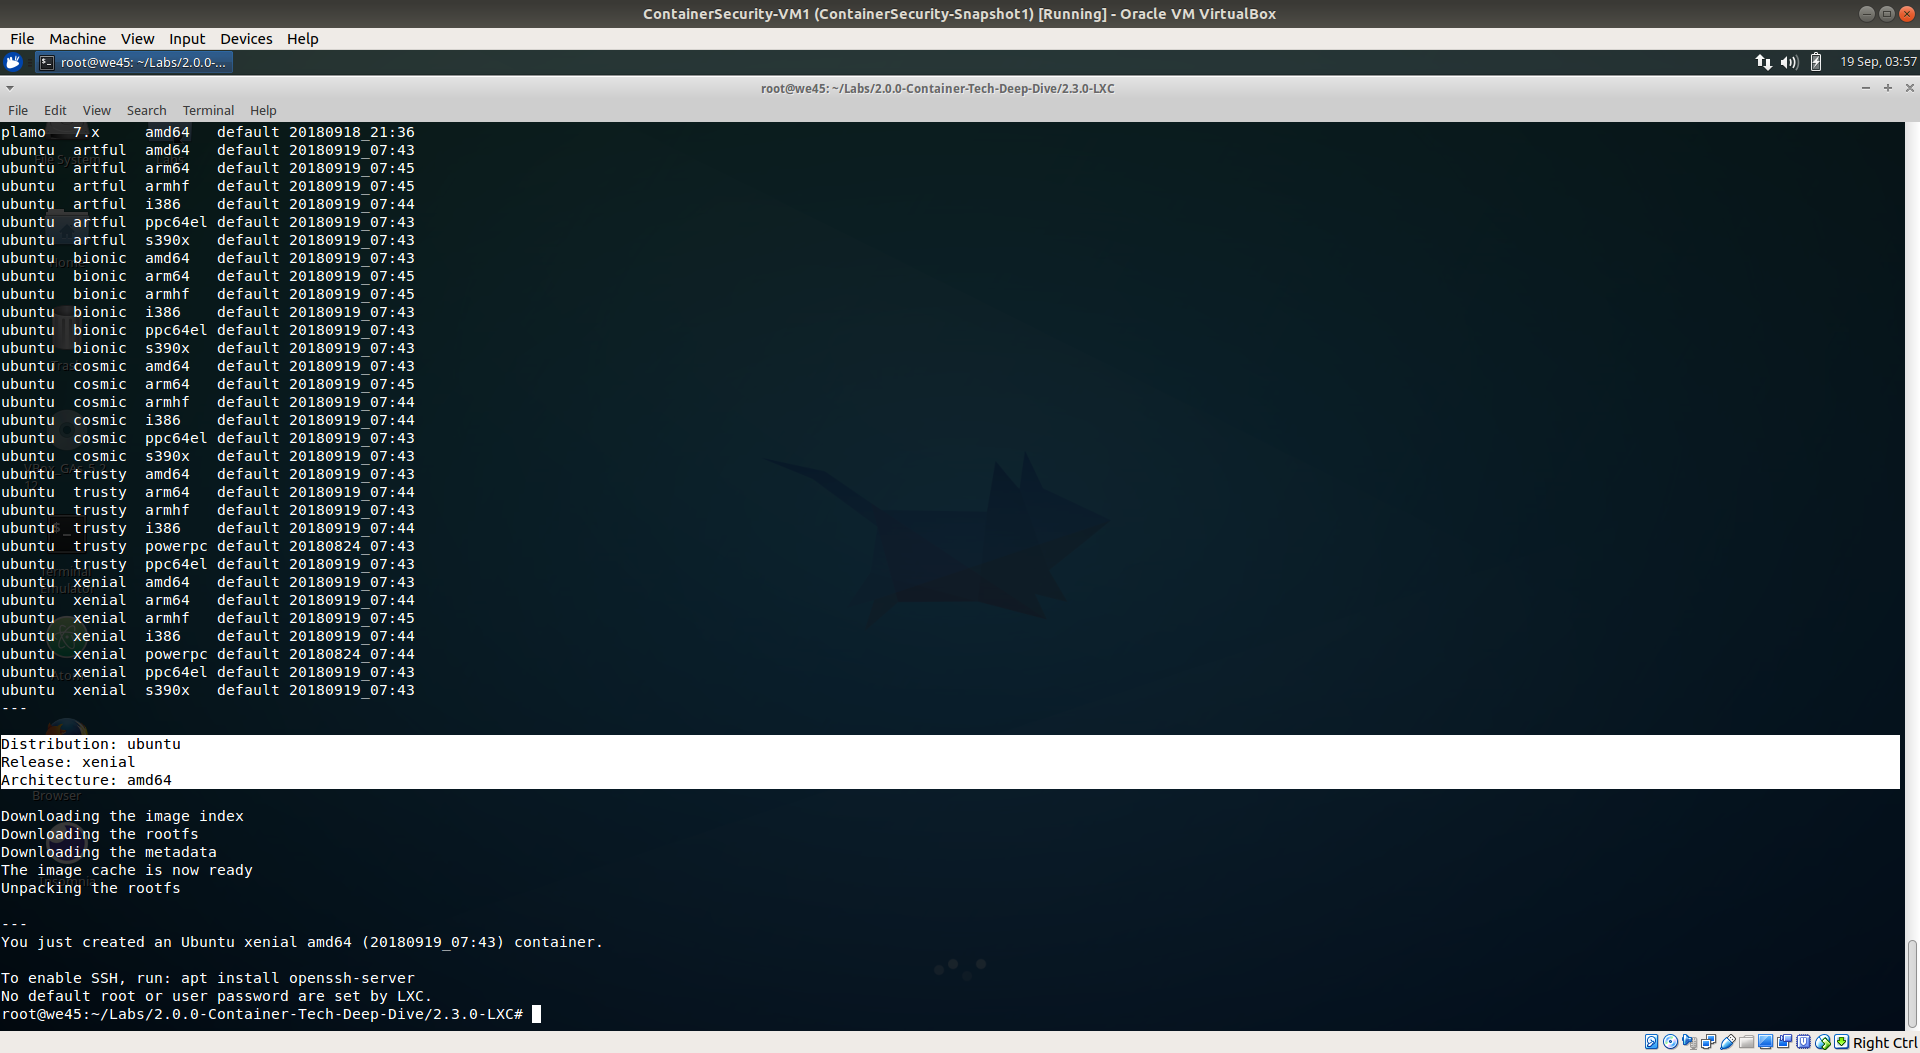 ContainerSecurity-VM1 (ContainerSecurity-Snapshot1) [Running] - Oracle VM VirtualBox
File Machine View Input Devices Help
root@we45: ~/Labs/2.0.0-... 19 Sep, 03:57
root@we45: ~/Labs/2.0.0-Container-Tech-Deep-Dive/2.3.0-LXC
File Edit View Search Terminal Help
plamo 7.x amd64 default 20180918_21:36
ubuntu artful amd64 default 20180919_07:43
File System
ubuntu artful arm64 default 20180919_07:45
ubuntu artful armhf default 20180919_07:45
ubuntu artful i386 default 20180919_07:44
ubuntu artful ppc64el default 20180919_07:43
ubuntu artful s390x default 20180919_07:43
ubuntu bionic amd64 default 20180919_07:43
Home
ubuntu bionic arm64 default 20180919_07:45
ubuntu bionic armhf default 20180919_07:45
ubuntu bionic i386 default 20180919_07:43
ubuntu bionic ppc64el default 20180919_07:43
ubuntu bionic s390x default 20180919_07:43
ubuntu cosmic amd64 default 20180919_07:43
Trash
ubuntu cosmic arm64 default 20180919_07:45
ubuntu cosmic armhf default 20180919_07:44
ubuntu cosmic i386 default 20180919_07:44
ubuntu cosmic ppc64el default 20180919_07:43
ubuntu cosmic s390x default 20180919_07:43
ubuntu trusty amd64 default 20180919_07:43
ubuntu trusty arm64 default 20180919_07:44
ubuntu trusty armhf default 20180919_07:43
ubuntu trusty i386 default 20180919_07:44
ubuntu trusty powerpc default 20180824_07:43
ubuntu trusty ppc64el default 20180919_07:43
Terminal
ubuntu xenial amd64 default 20180919_07:43
Emulator
ubuntu xenial arm64 default 20180919_07:44
ubuntu xenial armhf default 20180919_07:45
ubuntu xenial i386 default 20180919_07:44
ubuntu xenial powerpc default 20180824_07:44
ubuntu xenial ppc64el default 20180919_07:43
Atom
ubuntu xenial s390x default 20180919_07:43
---
Distribution: ubuntu
Release: xenial
Architecture: amd64
Browser
Downloading the image index
Downloading the rootfs
Downloading the metadata
The image cache is now ready
Unpacking the rootfs
---
You just created an Ubuntu xenial amd64 (20180919_07:43) container.
To enable SSH, run: apt install openssh-server
No default root or user password are set by LXC.
root@we45:~/Labs/2.0.0-Container-Tech-Deep-Dive/2.3.0-LXC#
Right Ctrl